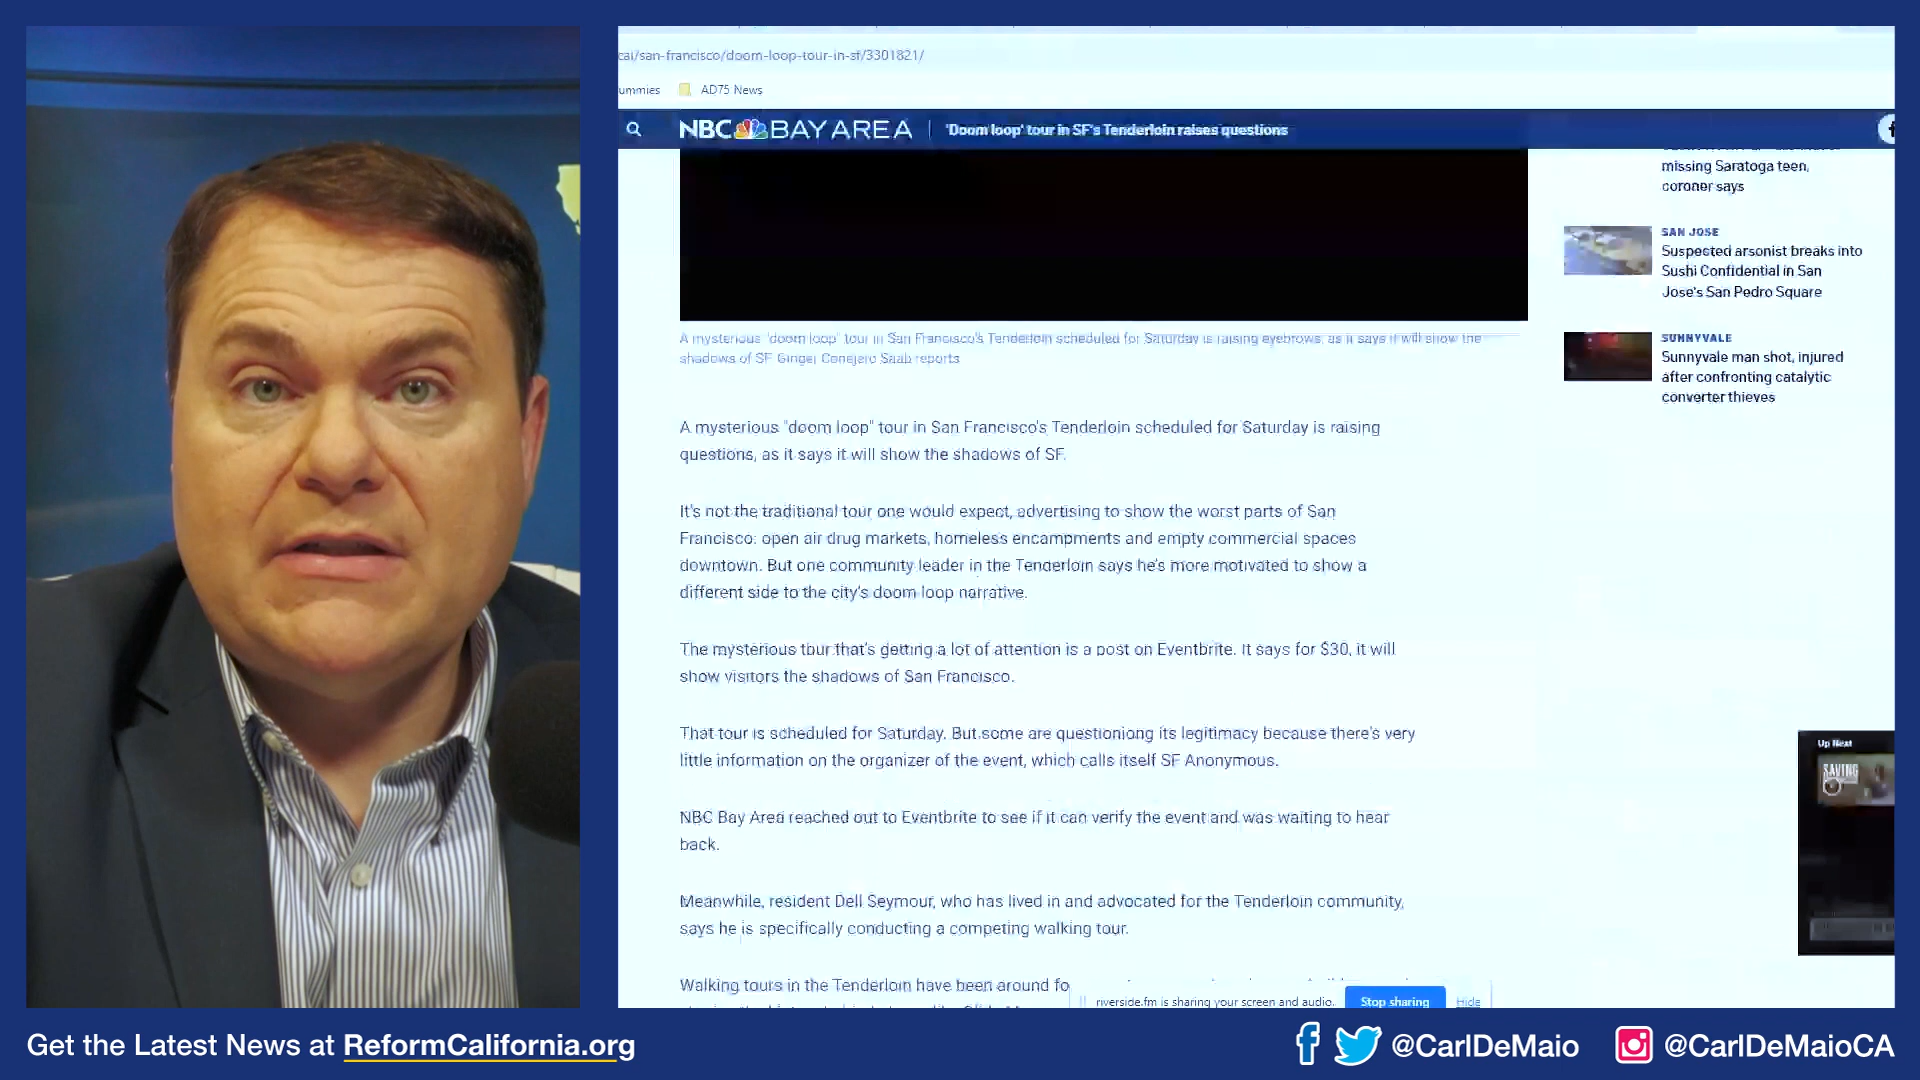 cal/san-francisco/doom-loop-tour-in-sf/3301821/
ummies AD75 News
NBC BAY AREA 'Doom loop' tour in SF's Tenderloin raises questions
missing Saratoga teen,
coroner says
SAN JOSE
Suspected arsonist breaks into
Sushi Confidential in San
Jose's San Pedro Square
SUNNYVALE
Sunnyvale man shot, injured
after confronting catalytic
converter thieves
A mysterious "doom loop" tour in San Francisco's Tenderloin scheduled for Saturday is raising eyebrows, as it says it will show the
shadows of SF Ginger Conejero Saab reports
A mysterious "doom loop" tour in San Francisco's Tenderloin scheduled for Saturday is raising
questions, as it says it will show the shadows of SF.
It's not the traditional tour one would expect, advertising to show the worst parts of San
Francisco: open air drug markets, homeless encampments and empty commercial spaces
downtown. But one community leader in the Tenderloin says he's more motivated to show a
different side to the city's doom loop narrative.
The mysterious tour that's getting a lot of attention is a post on Eventbrite. It says for $30, it will
show visitors the shadows of San Francisco.
That tour is scheduled for Saturday. But some are questioning its legitimacy because there's very
little information on the organizer of the event, which calls itself SF Anonymous.
NBC Bay Area reached out to Eventbrite to see if it can verify the event and was waiting to hear
back.
Meanwhile, resident Dell Seymour, who has lived in and advocated for the Tenderloin community,
says he is specifically conducting a competing walking tour.
Walking tours in the Tenderloin have been around fo
Up Next
SAVING
riverside.fm is sharing your screen and audio. Stop sharing Hide
Get the Latest News at ReformCalifornia.org @CarlDeMaio @CarlDeMaioCA